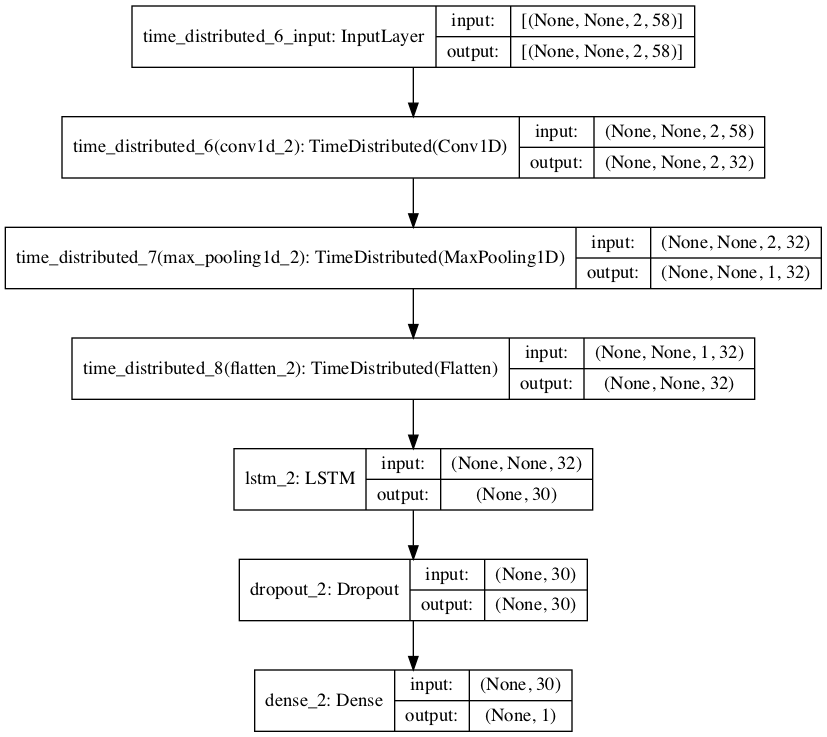 time_distributed_6_input: InputLayer
input:
[(None, None, 2, 58)]
output:
[(None, None, 2, 58)]
time_distributed_6(conv1d_2): TimeDistributed(Conv1D)
input:
(None, None, 2, 58)
output:
(None, None, 2, 32)
time_distributed_7(max_pooling1d_2): TimeDistributed(MaxPooling1D)
input:
(None, None, 2, 32)
output:
(None, None, 1, 32)
time_distributed_8(flatten_2): TimeDistributed(Flatten)
input:
(None, None, 1, 32)
output:
(None, None, 32)
lstm_2: LSTM
input:
(None, None, 32)
output:
(None, 30)
dropout_2: Dropout
input:
(None, 30)
output:
(None, 30)
dense_2: Dense
input:
(None, 30)
output:
(None, 1)